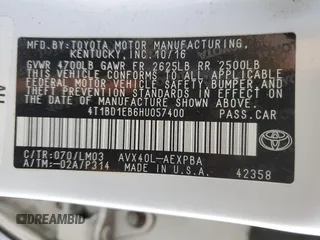 MFD.BY:TOYOTA MOTOR MANUFACTURING,
KENTUCKY, INC. 10/16
GVWR 4700LB GAWR FR 2625LB RR 2500LB
THIS VEHICLE CONFORMS TO ALL APPLICABLE
FEDERAL MOTOR VEHICLE SAFETY, BUMPER, AND
THEFT PREVENTION STANDARDS IN EFFECT ON
THE DATE OF MANUFACTURE SHOWN ABOVE.
4T1BD1EB6HU057400
PASS. CAR
C/TR:070/LM03 AVX40L-AEXPBA
A/TM:-02A/P314 MADE IN U.S.A.
42358
DREAMBID